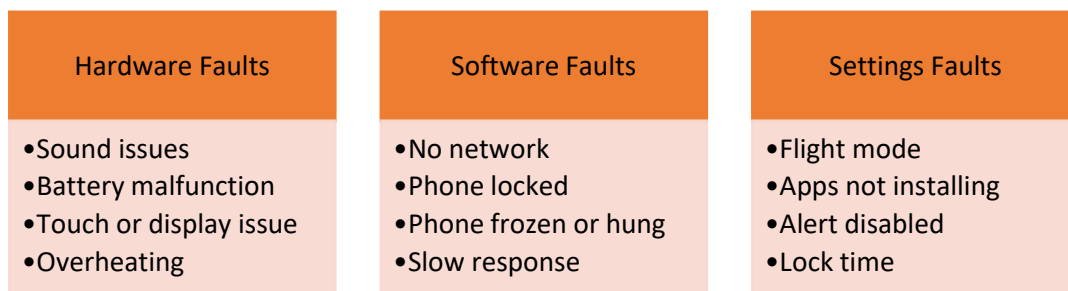 Hardware Faults
•Sound issues
•Battery malfunction
•Touch or display issue
•Overheating
Software Faults
•No network
•Phone locked
•Phone frozen or hung
•Slow response
Settings Faults
•Flight mode
•Apps not installing
•Alert disabled
•Lock time